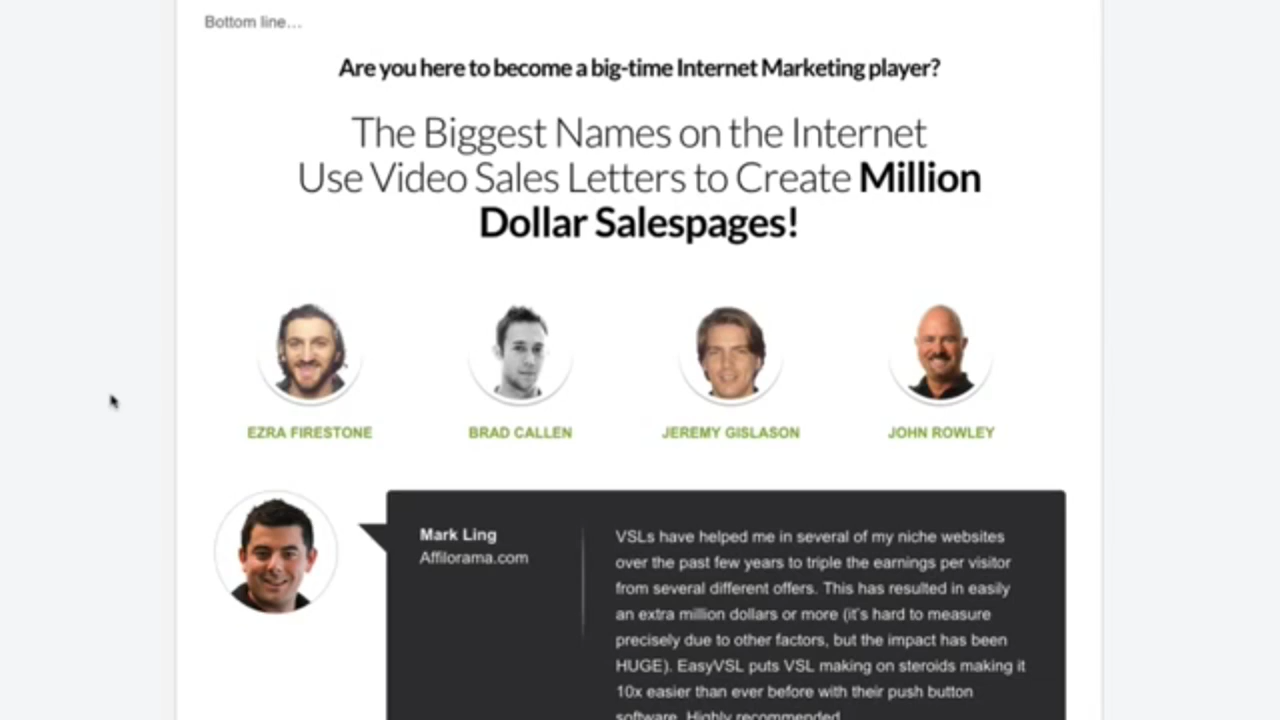 Bottom line...
Are you here to become a big-time Internet Marketing player?
The Biggest Names on the Internet
Use Video Sales Letters to Create Million
Dollar Salespages!
EZRA FIRESTONE
BRAD CALLEN
JEREMY GISLASON
JOHN ROWLEY
Mark Ling
Affilorama.com
VSLs have helped me in several of my niche websites
over the past few years to triple the earnings per visitor
from several different offers. This has resulted in easily
an extra million dollars or more (it's hard to measure
precisely due to other factors, but the impact has been
HUGE). EasyVSL puts VSL making on steroids making it
10x easier than ever before with their push button
software. Highly recommended.